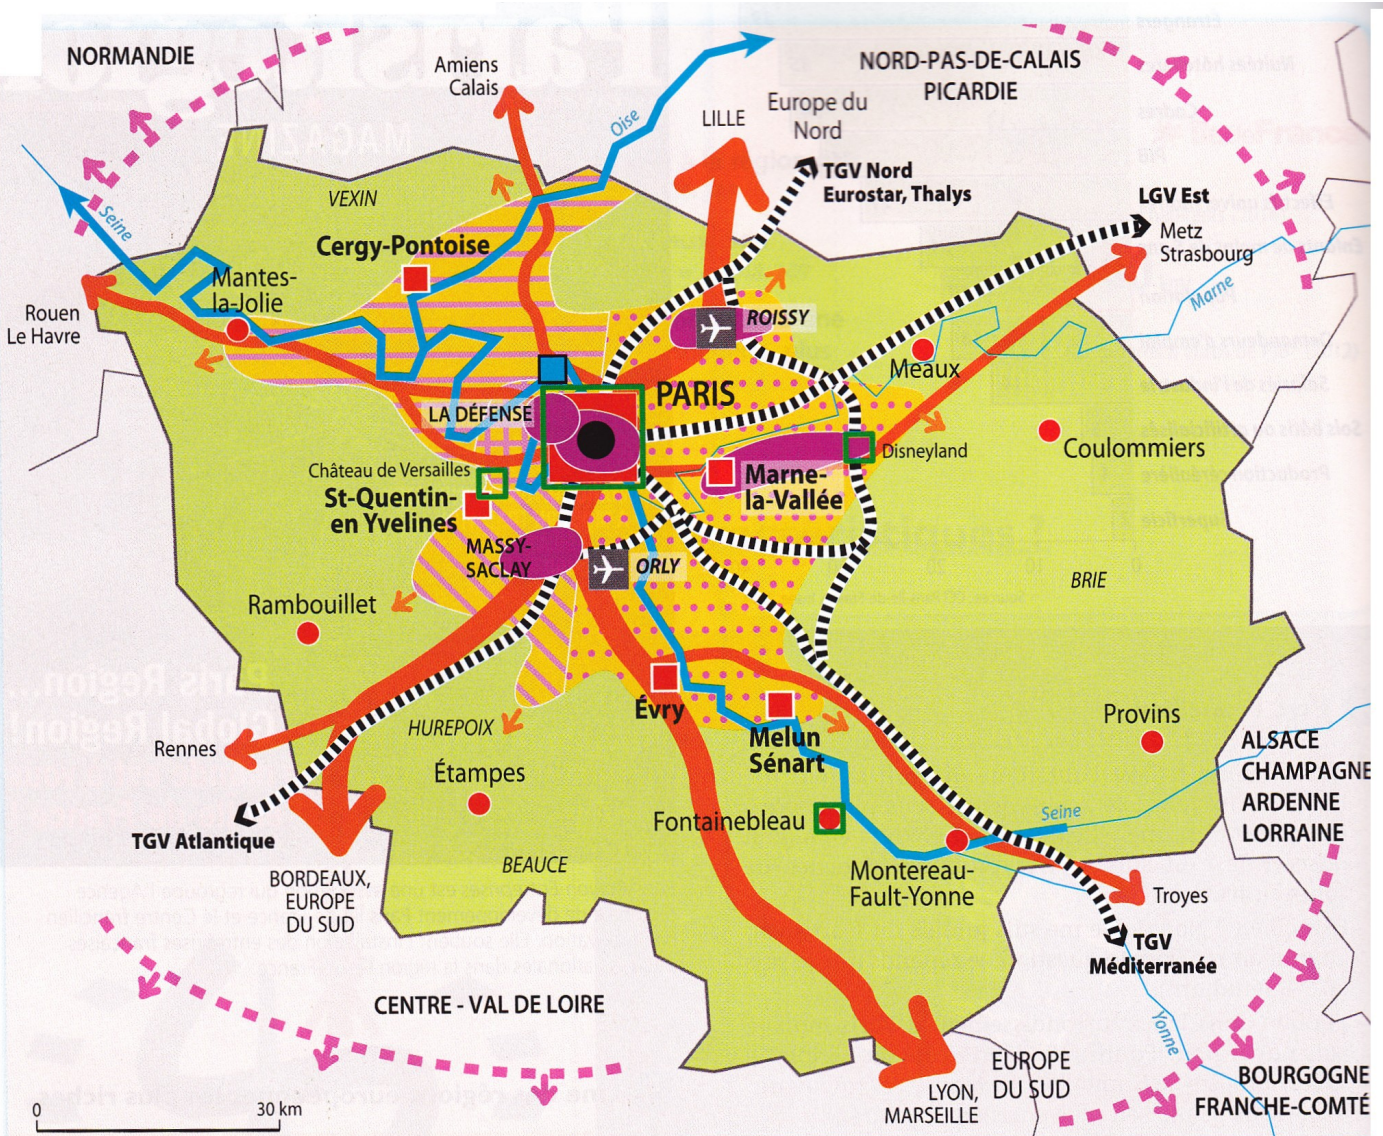 NORMANDIE
Amiens
Calais
Oise
LILLE
Europe du
Nord
NORD-PAS-DE-CALAIS
PICARDIE
TGV Nord
Eurostar, Thalys
LGV Est
Metz
Strasbourg
Marne
VEXIN
Seine
Cergy-Pontoise
Mantes-
la-Jolie
Rouen
Le Havre
ROISSY
Meaux
PARIS
LA DÉFENSE
Coulommiers
Disneyland
Château de Versailles
St-Quentin-
en Yvelines
Marne-
la-Vallée
MASSY-
SACLAY
ORLY
BRIE
Rambouillet
Évry
Melun
Sénart
Provins
HUREPOIX
Rennes
Étampes
ALSACE
CHAMPAGNE
ARDENNE
LORRAINE
Fontainebleau
Seine
TGV Atlantique
BEAUCE
BORDEAUX,
EUROPE
DU SUD
Montereau-
Fault-Yonne
Troyes
TGV
Méditerranée
CENTRE - VAL DE LOIRE
Yonne
EUROPE
DU SUD
LYON,
MARSEILLE
BOURGOGNE
FRANCHE-COMTÉ
0 30 km